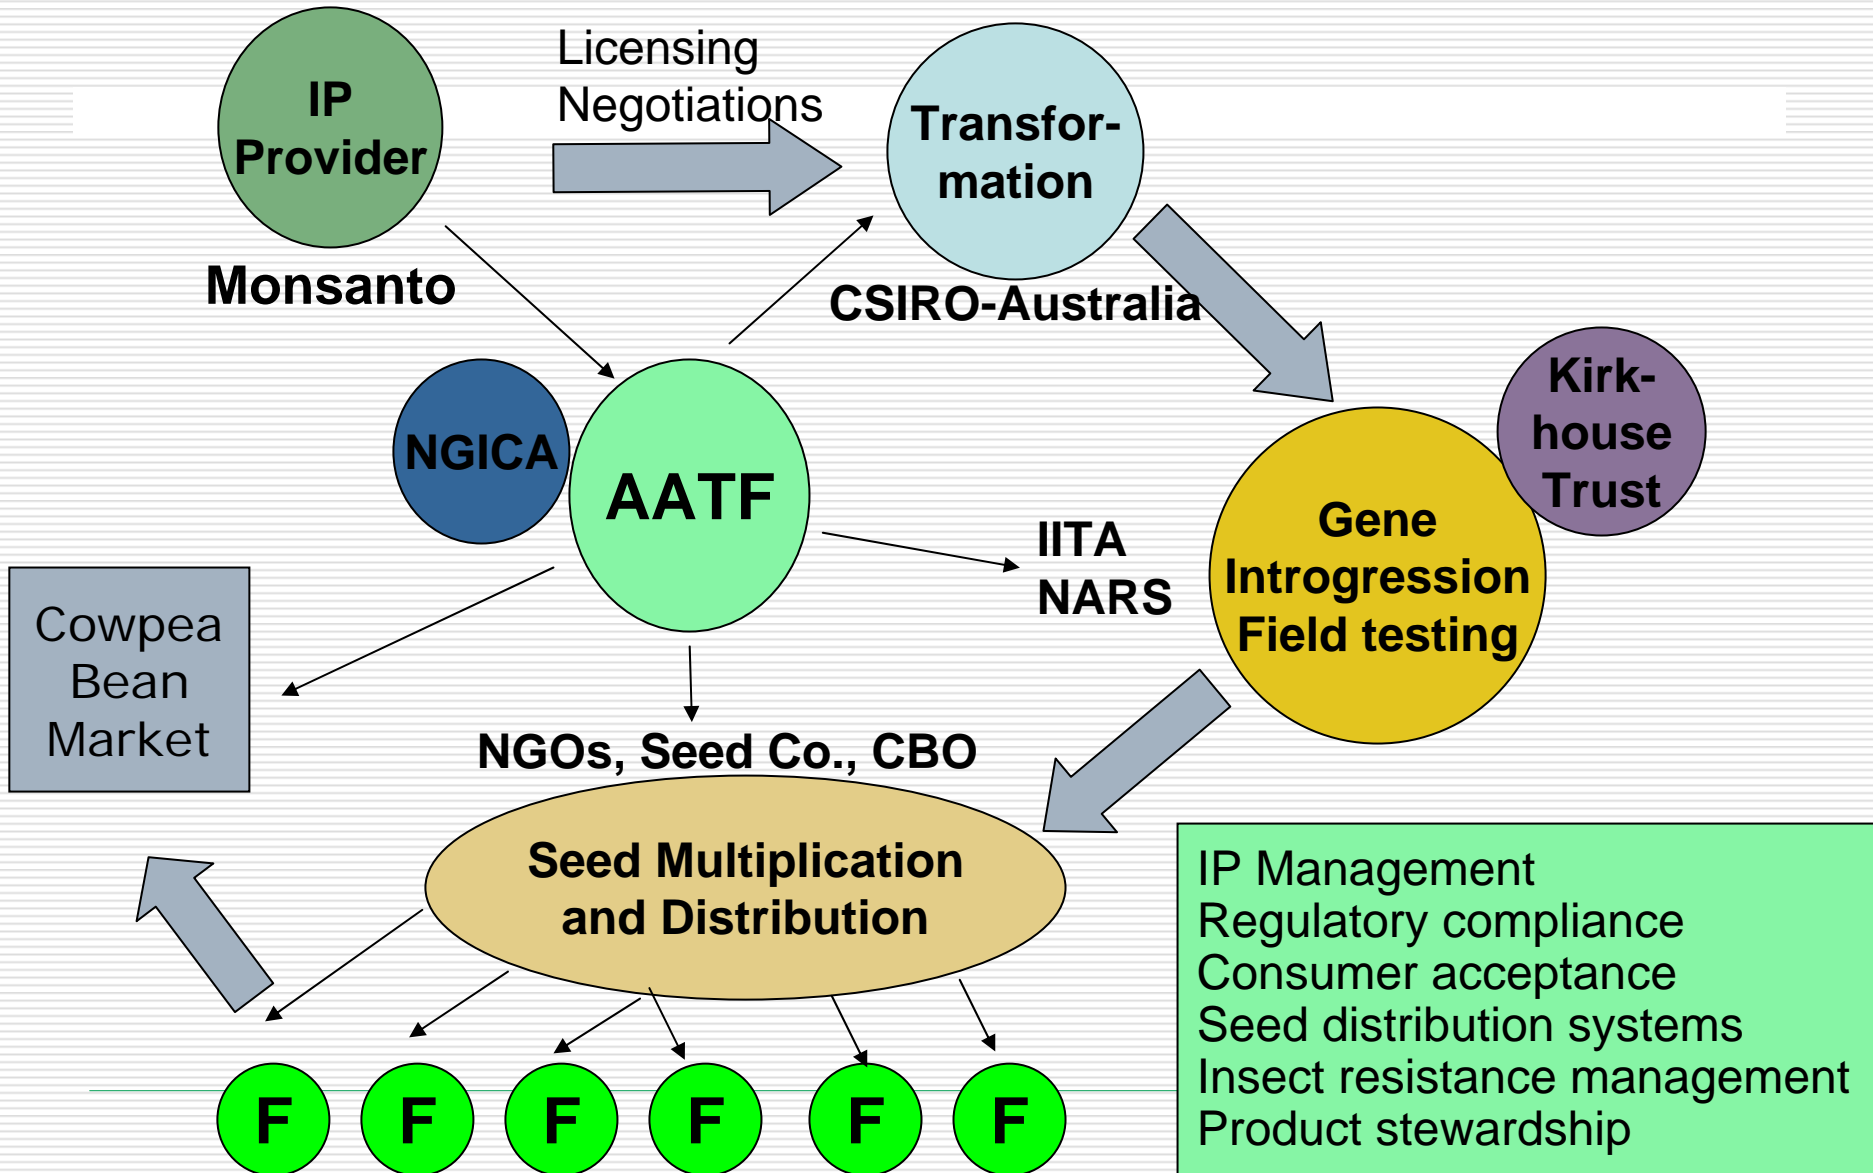 IP
Provider
Licensing
Negotiations
Transfor-
mation
Monsanto
CSIRO-Australia
Kirk-
house
Trust
NGICA
AATF
IITA
NARS
Gene
Introgression
Field testing
Cowpea
Bean
Market
NGOs, Seed Co., CBO
Seed Multiplication
and Distribution
IP Management
Regulatory compliance
Consumer acceptance
Seed distribution systems
Insect resistance management
Product stewardship
F F F F F F